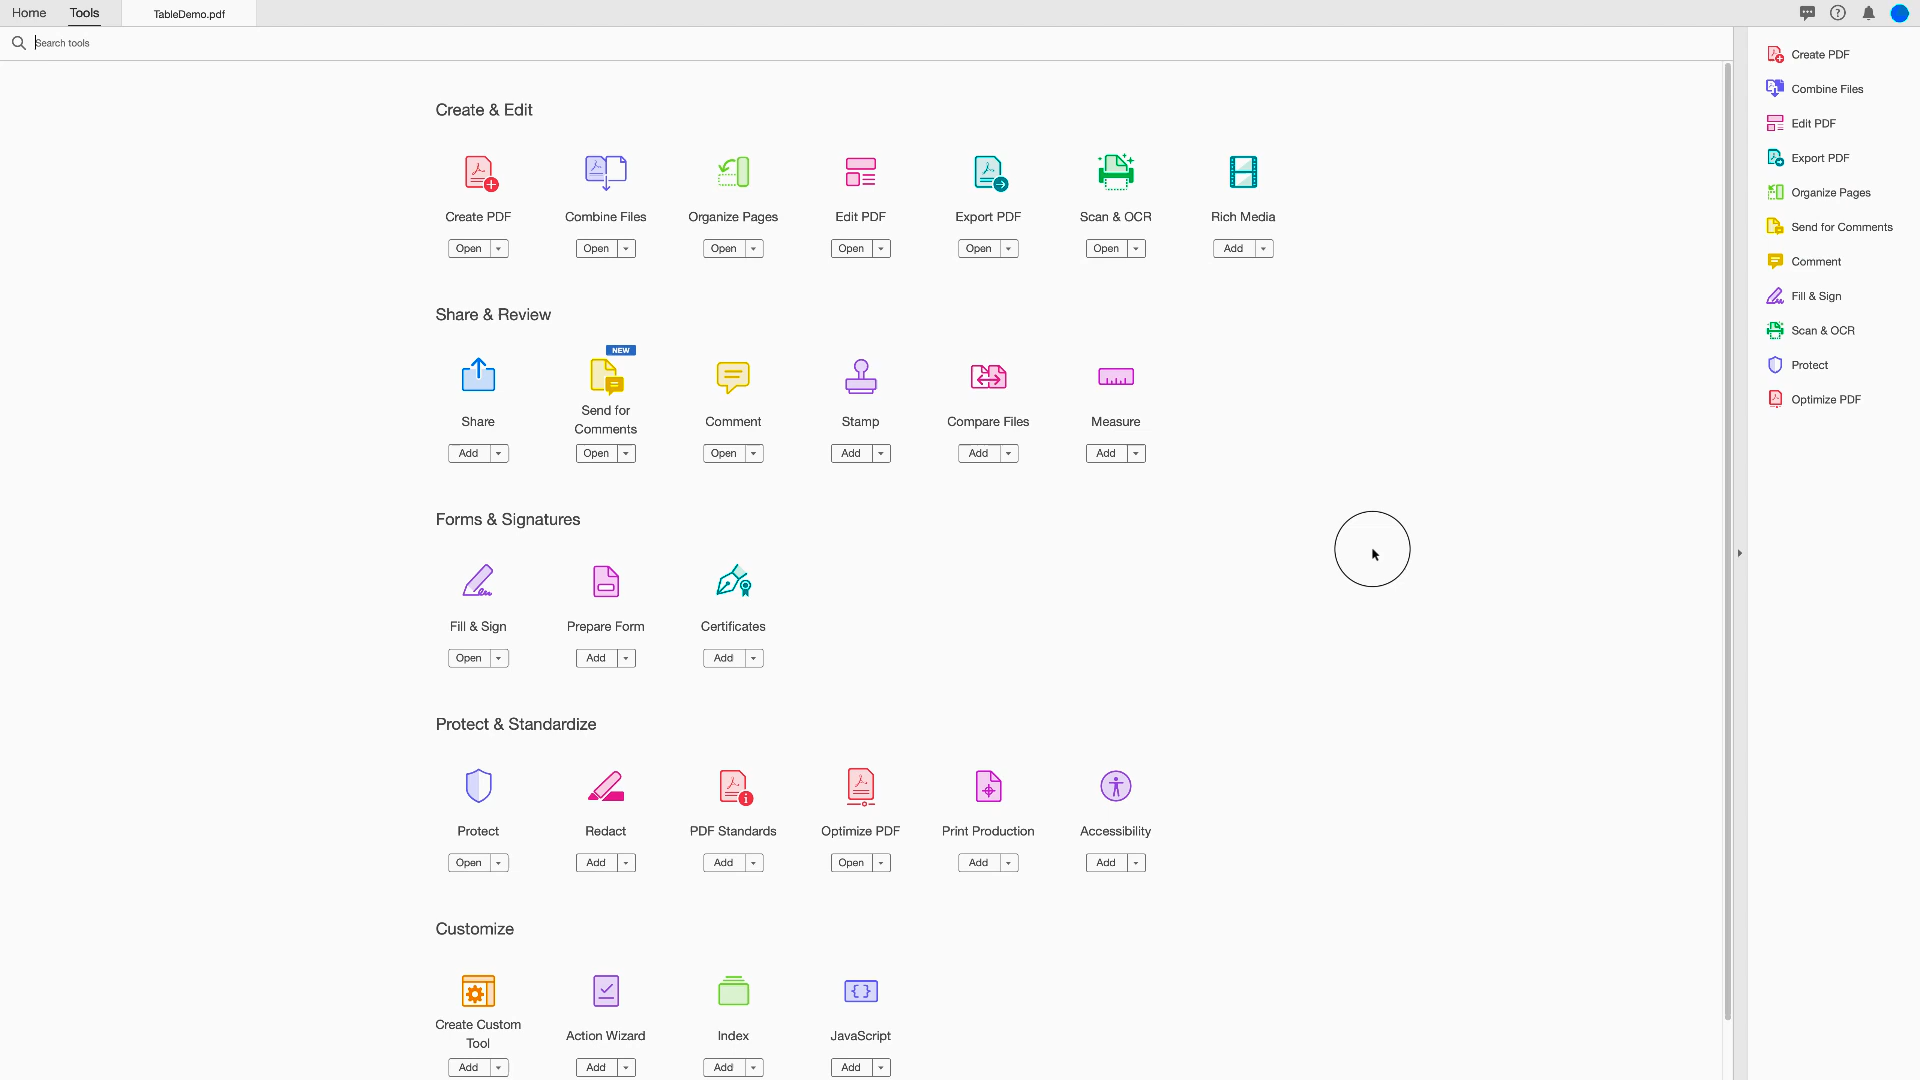 Home Tools TableDemo.pdf
Search tools
Create & Edit
Create PDF Combine Files Organize Pages Edit PDF Export PDF Scan & OCR Rich Media
Open Open Open Open Open Open Add
Share & Review
NEW
Share Send for Comments Comment Stamp Compare Files Measure
Add Open Open Add Add Add
Forms & Signatures
Fill & Sign Prepare Form Certificates
Open Add Add
Protect & Standardize
Protect Redact PDF Standards Optimize PDF Print Production Accessibility
Open Add Add Open Add Add
Customize
Create Custom Tool Action Wizard Index JavaScript
Add Add Add Add
Create PDF
Combine Files
Edit PDF
Export PDF
Organize Pages
Send for Comments
Comment
Fill & Sign
Scan & OCR
Protect
Optimize PDF